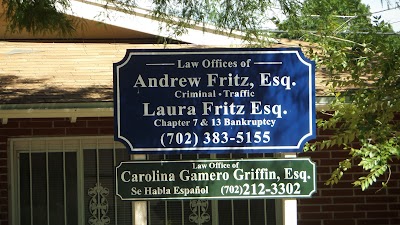 Law Offices of
Andrew Fritz, Esq.
Criminal • Traffic
Laura Fritz Esq.
Chapter 7 & 13 Bankruptcy
(702) 383-5155
Law Office of
Carolina Gamero Griffin, Esq.
Se Habla Español (702)212-3302